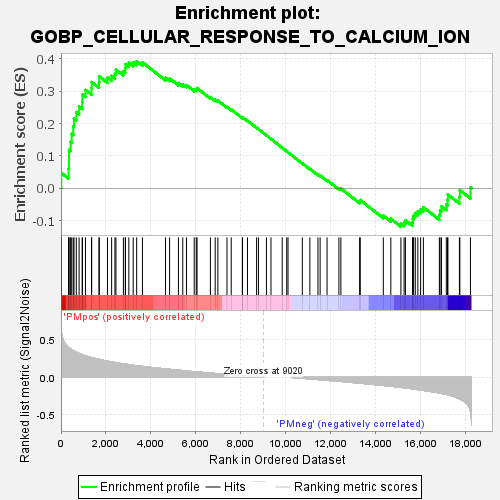 Enrichment plot:
GOBP_CELLULAR_RESPONSE_TO_CALCIUM_ION
Enrichment score (ES)
0.4
0.3
0.2
0.1
0.0
-0.1
'PMpos' (positively correlated)
Ranked list metric (Signal2Noise)
0.5
0.0
-0.5
Zero cross at 9020
'PMneg' (negatively correlated)
0 2,000 4,000 6,000 8,000 10,000 12,000 14,000 16,000 18,000
Rank in Ordered Dataset
Enrichment profile Hits Ranking metric scores